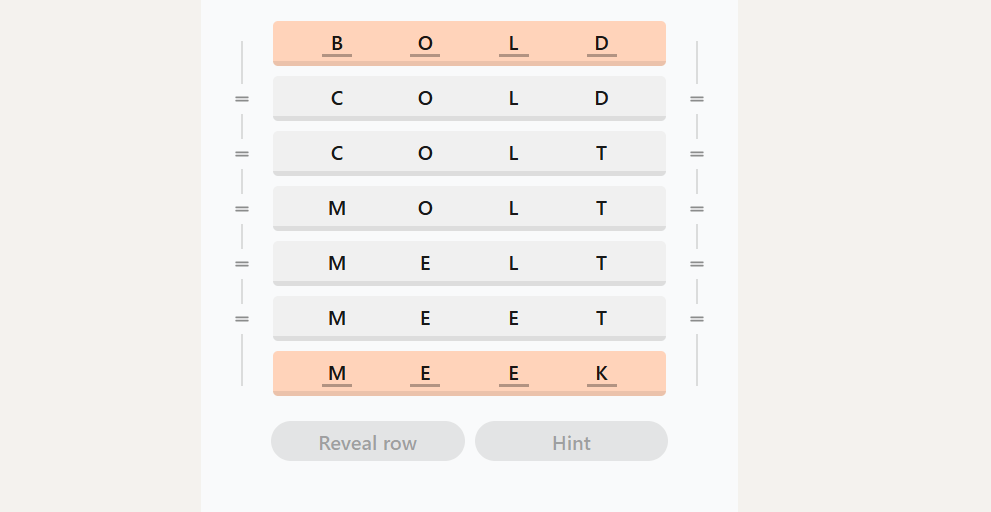 B O L D
C O L D
C O L T
M O L T
M E L T
M E E T
M E E K
Reveal row Hint